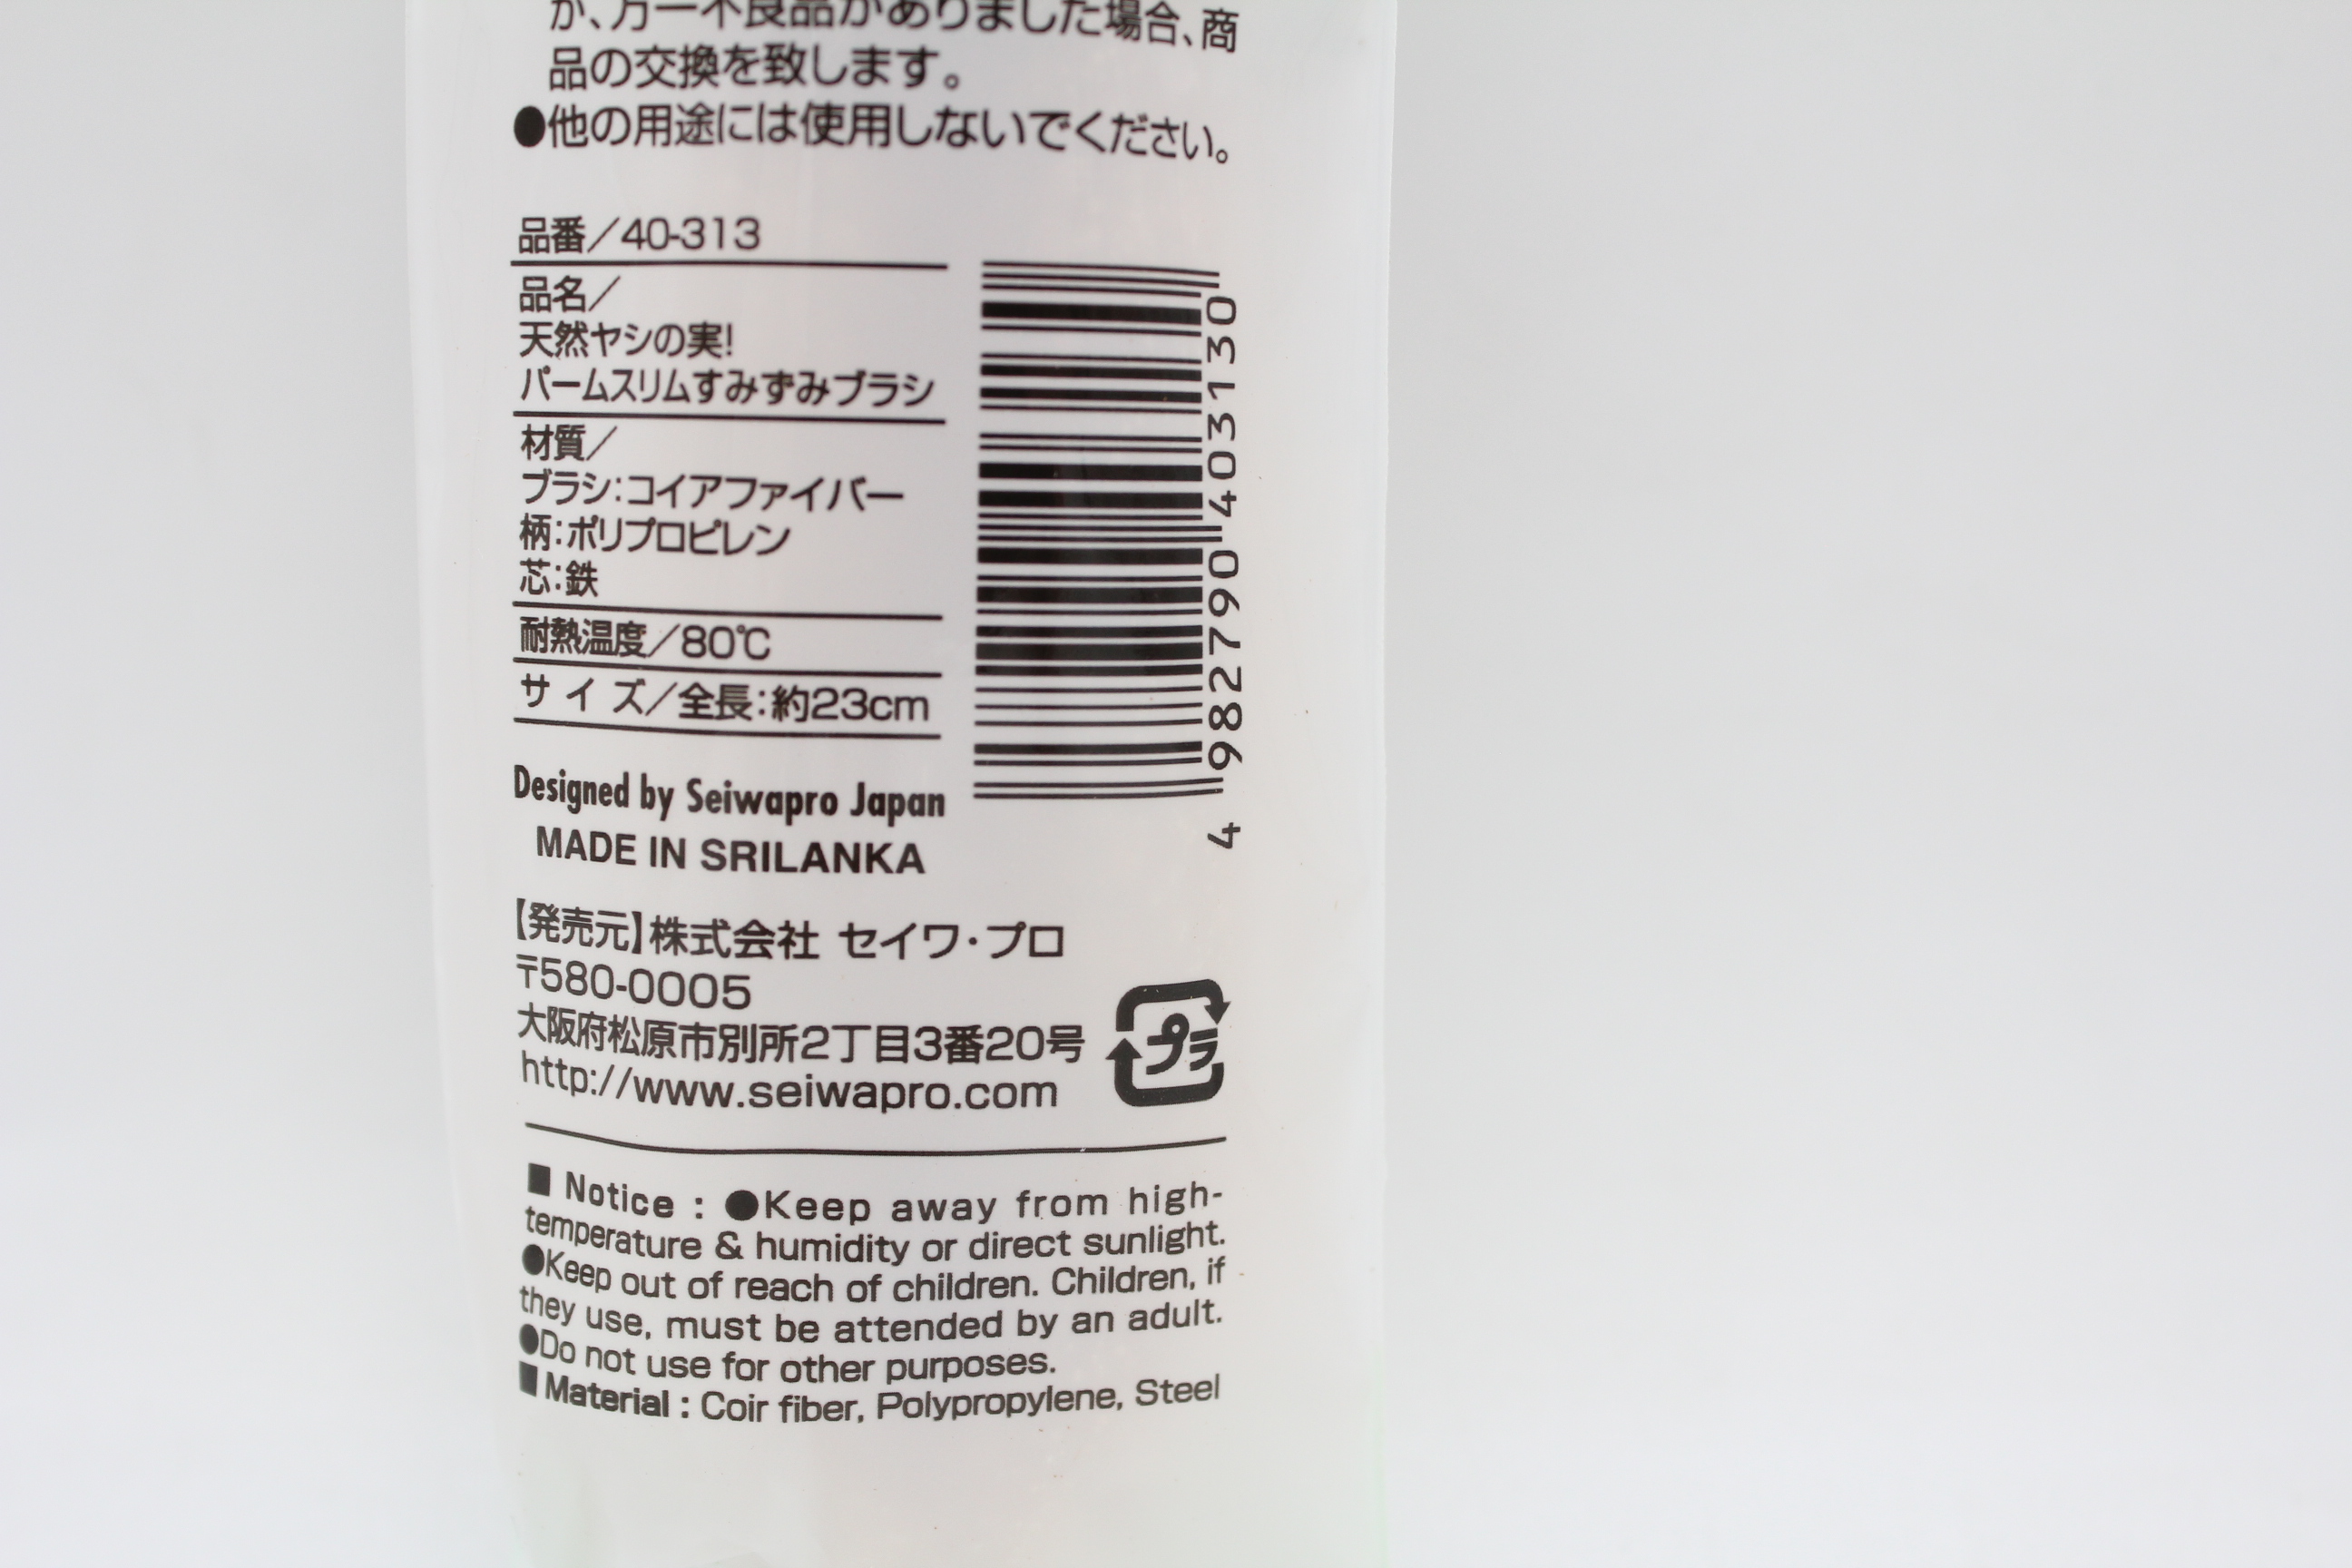 か、万一不良品がありました場合、商
品の交換を致します。
●他の用途には使用しないでください。
品番／40-313
品名／
天然ヤシの実!
パームスリムすみずみブラシ
材質／
ブラシ:コイアファイバー
柄:ポリプロピレン
芯:鉄
耐熱温度／80℃
サイズ／全長:約23cm
4 982790 403130
Designed by Seiwapro Japan
MADE IN SRILANKA
【発売元】株式会社 セイワ・プロ
〒580-0005
大阪府松原市別所2丁目3番20号
http://www.seiwapro.com
プラ
■ Notice : ●Keep away from high-
temperature & humidity or direct sunlight.
●Keep out of reach of children. Children, if
they use, must be attended by an adult.
●Do not use for other purposes.
■ Material : Coir fiber, Polypropylene, Steel